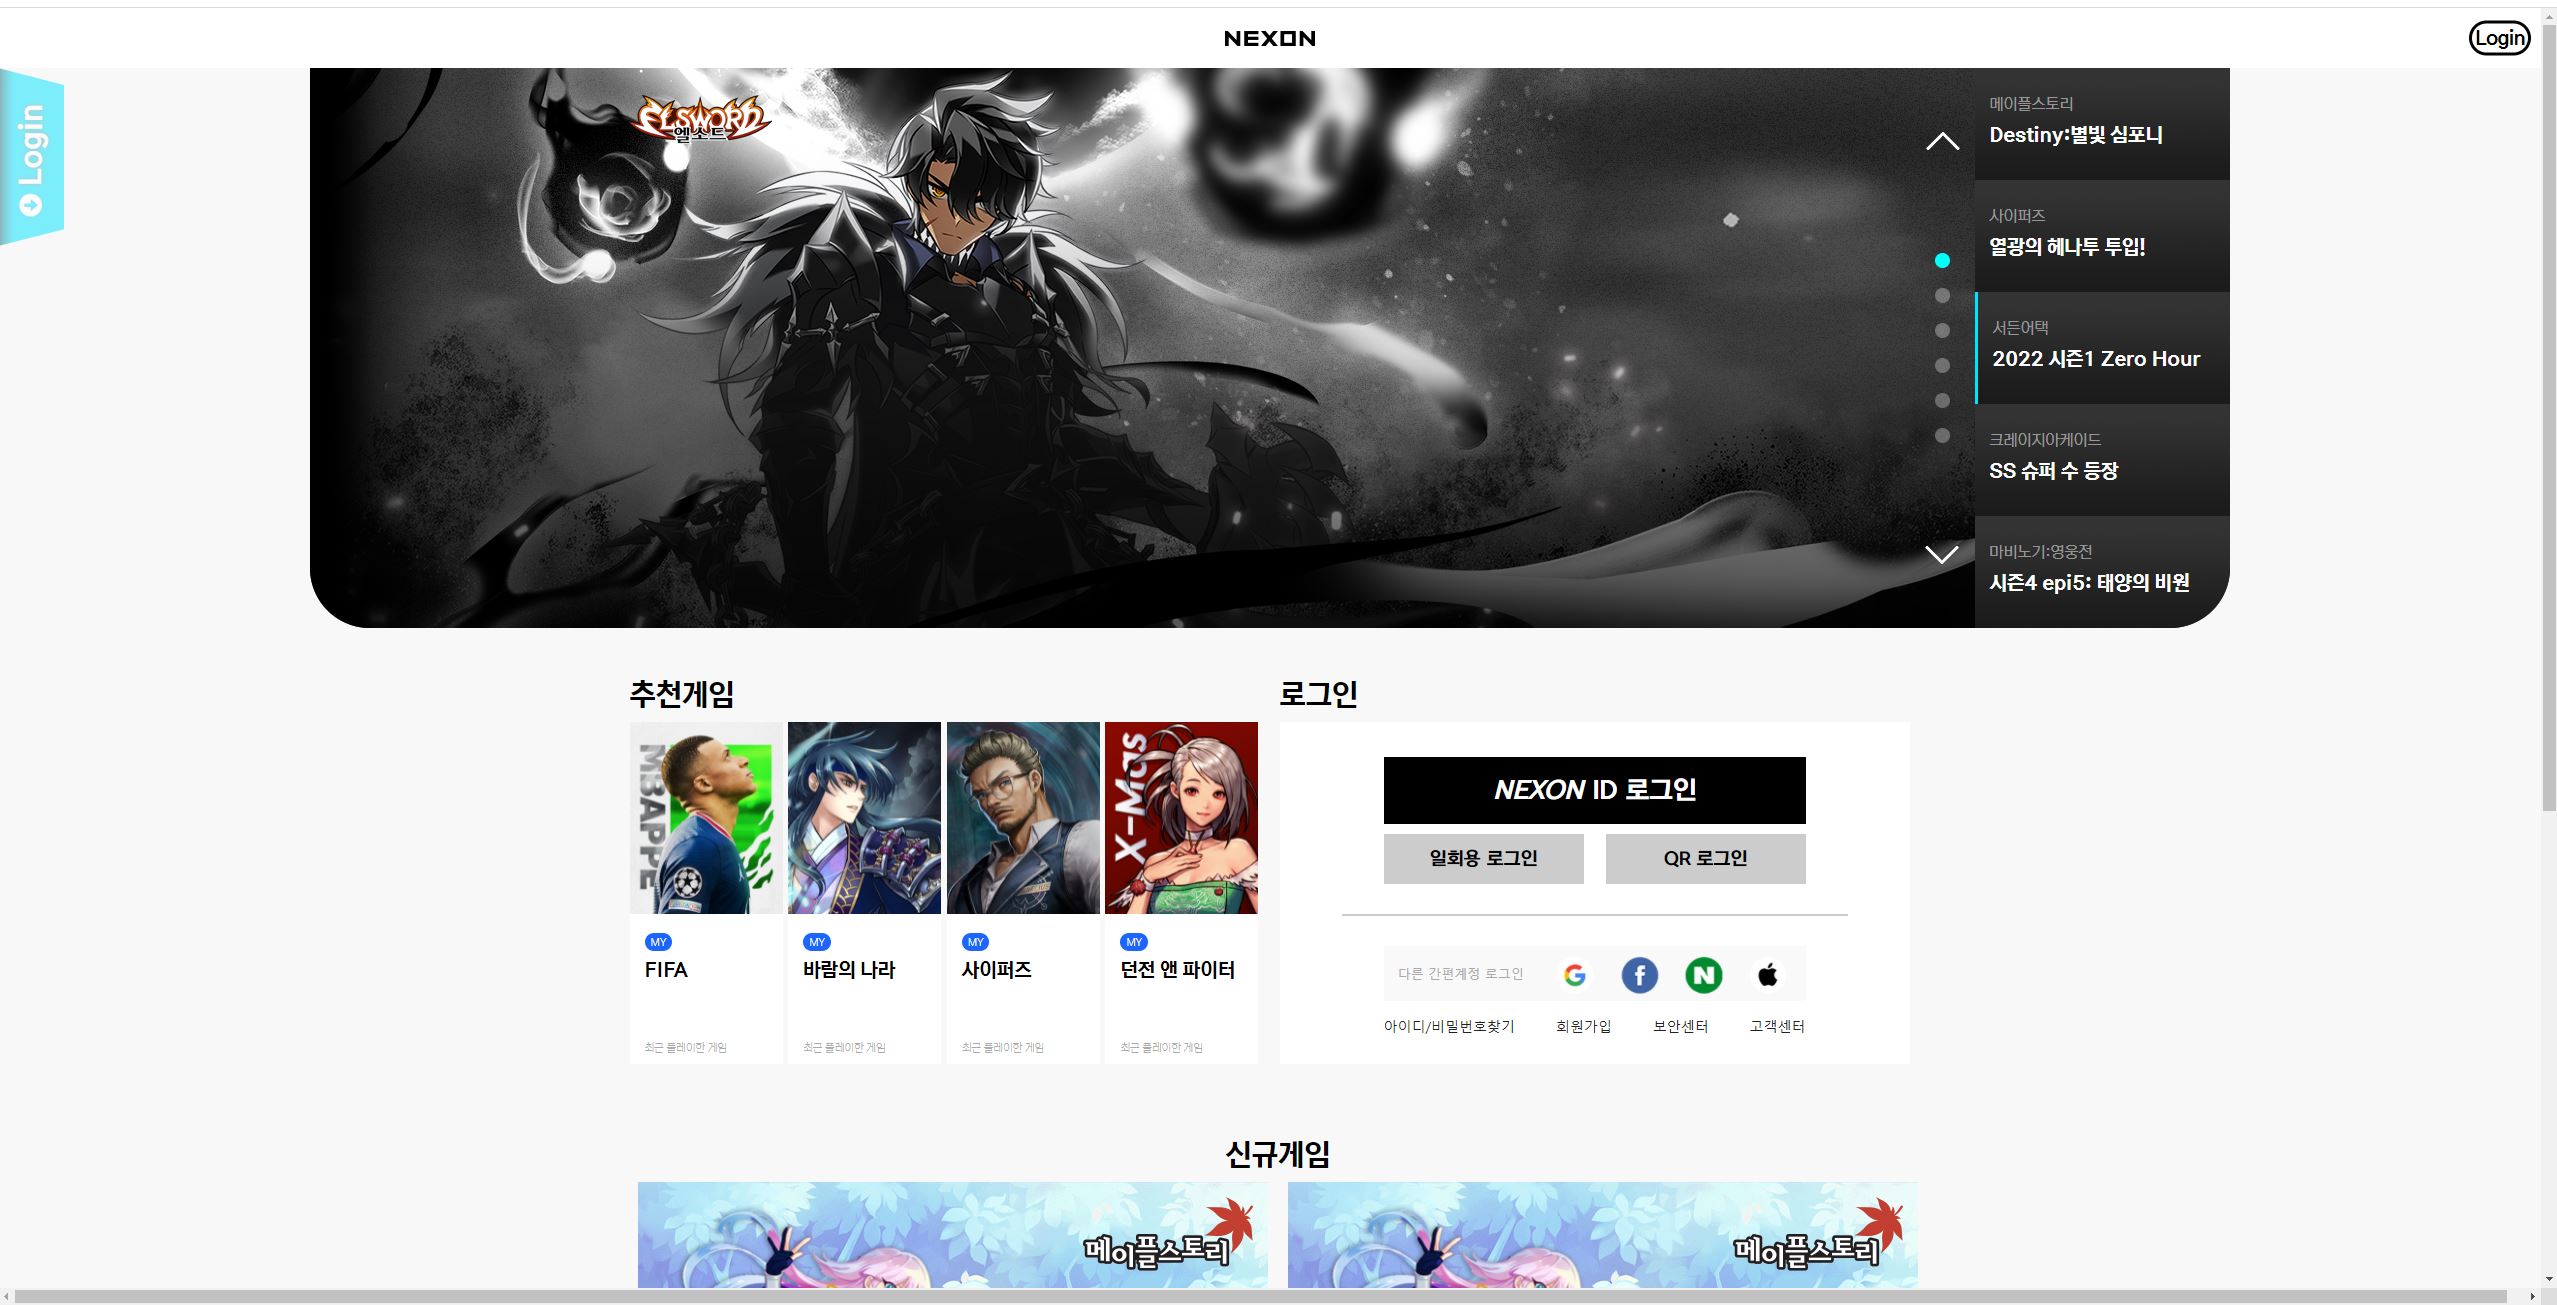 NEXON
Login
Login
ELSWORD
엘소드
메이플스토리
Destiny:별빛 심포니
사이퍼즈
열광의 헤나투 투입!
서든어택
2022 시즌1 Zero Hour
크레이지아케이드
SS 슈퍼 수 등장
마비노기:영웅전
시즌4 epi5: 태양의 비원
추천게임
MBAPPE
X-Mas
MY
FIFA
최근 플레이한 게임
MY
바람의 나라
최근 플레이한 게임
MY
사이퍼즈
최근 플레이한 게임
MY
던전 앤 파이터
최근 플레이한 게임
로그인
NEXON ID 로그인
일회용 로그인
QR 로그인
다른 간편계정 로그인
f
N
아이디/비밀번호찾기
회원가입
보안센터
고객센터
신규게임
메이플스토리
메이플스토리